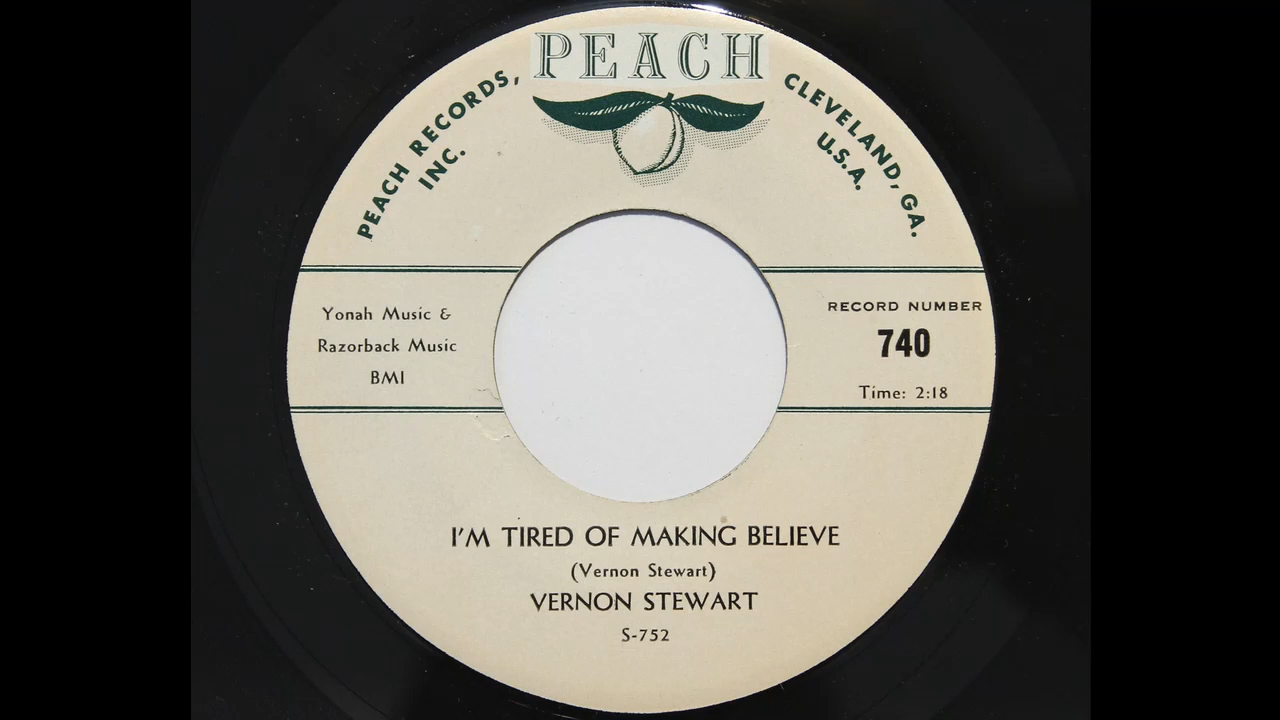 PEACH
PEACH RECORDS,
INC.
CLEVELAND, GA.
U.S.A.
Yonah Music &
Razorback Music
BMI
RECORD NUMBER
740
Time: 2:18
I'M TIRED OF MAKING BELIEVE
(Vernon Stewart)
VERNON STEWART
S-752